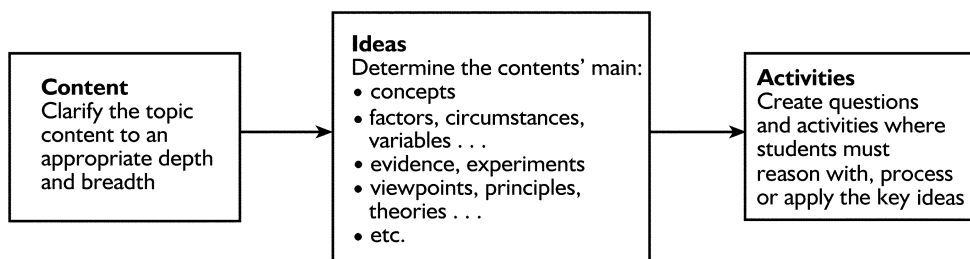 Content
Clarify the topic
content to an
appropriate depth
and breadth
Ideas
Determine the contents’ main:
• concepts
• factors, circumstances,
variables . . .
• evidence, experiments
• viewpoints, principles,
theories . . .
• etc.
Activities
Create questions
and activities where
students must
reason with, process
or apply the key ideas